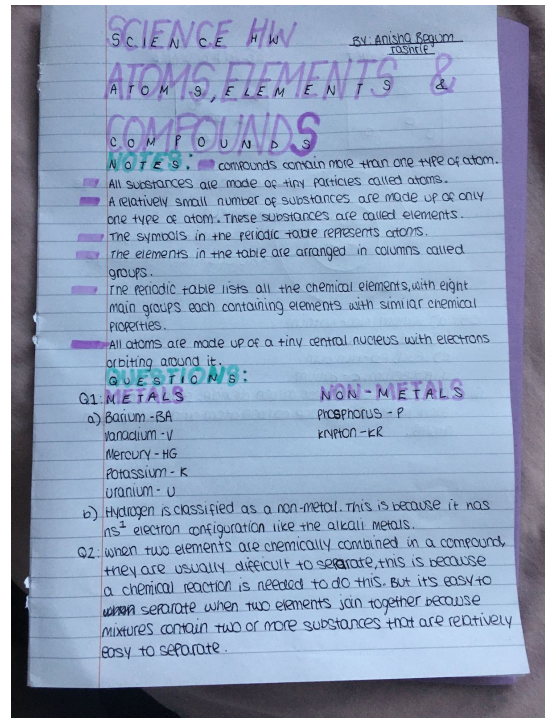 SCIENCE HW
BY: Anisha Begum
ATOMS, ELEMENTS &
COMPOUNDS
NOTES: compounds contain more than one type of atom.
All substances are made of tiny particles called atoms.
A relatively small number of substances are made up of only
one type of atom. These substances are called elements.
The symbols in the periodic table represents atoms.
The elements in the table are arranged in columns called
groups.
The periodic table lists all the chemical elements, with eight
main groups each containing elements with similar chemical
properties.
All atoms are made up of a tiny central nucleus with electrons
orbiting around it.
QUESTIONS:
Q1: METALS NON-METALS
a) Barium - BA Phosphorus - P
Vanadium - V Krypton - KR
Mercury - HG
Potassium - K
Uranium - U
b) Hydrogen is classified as a non-metal. This is because it has
ns¹ electron configuration like the alkali metals.
Q2: when two elements are chemically combined in a compound,
they are usually difficult to separate, this is because
a chemical reaction is needed to do this. But it's easy to
separate when two elements join together because
mixtures contain two or more substances that are relatively
easy to separate.